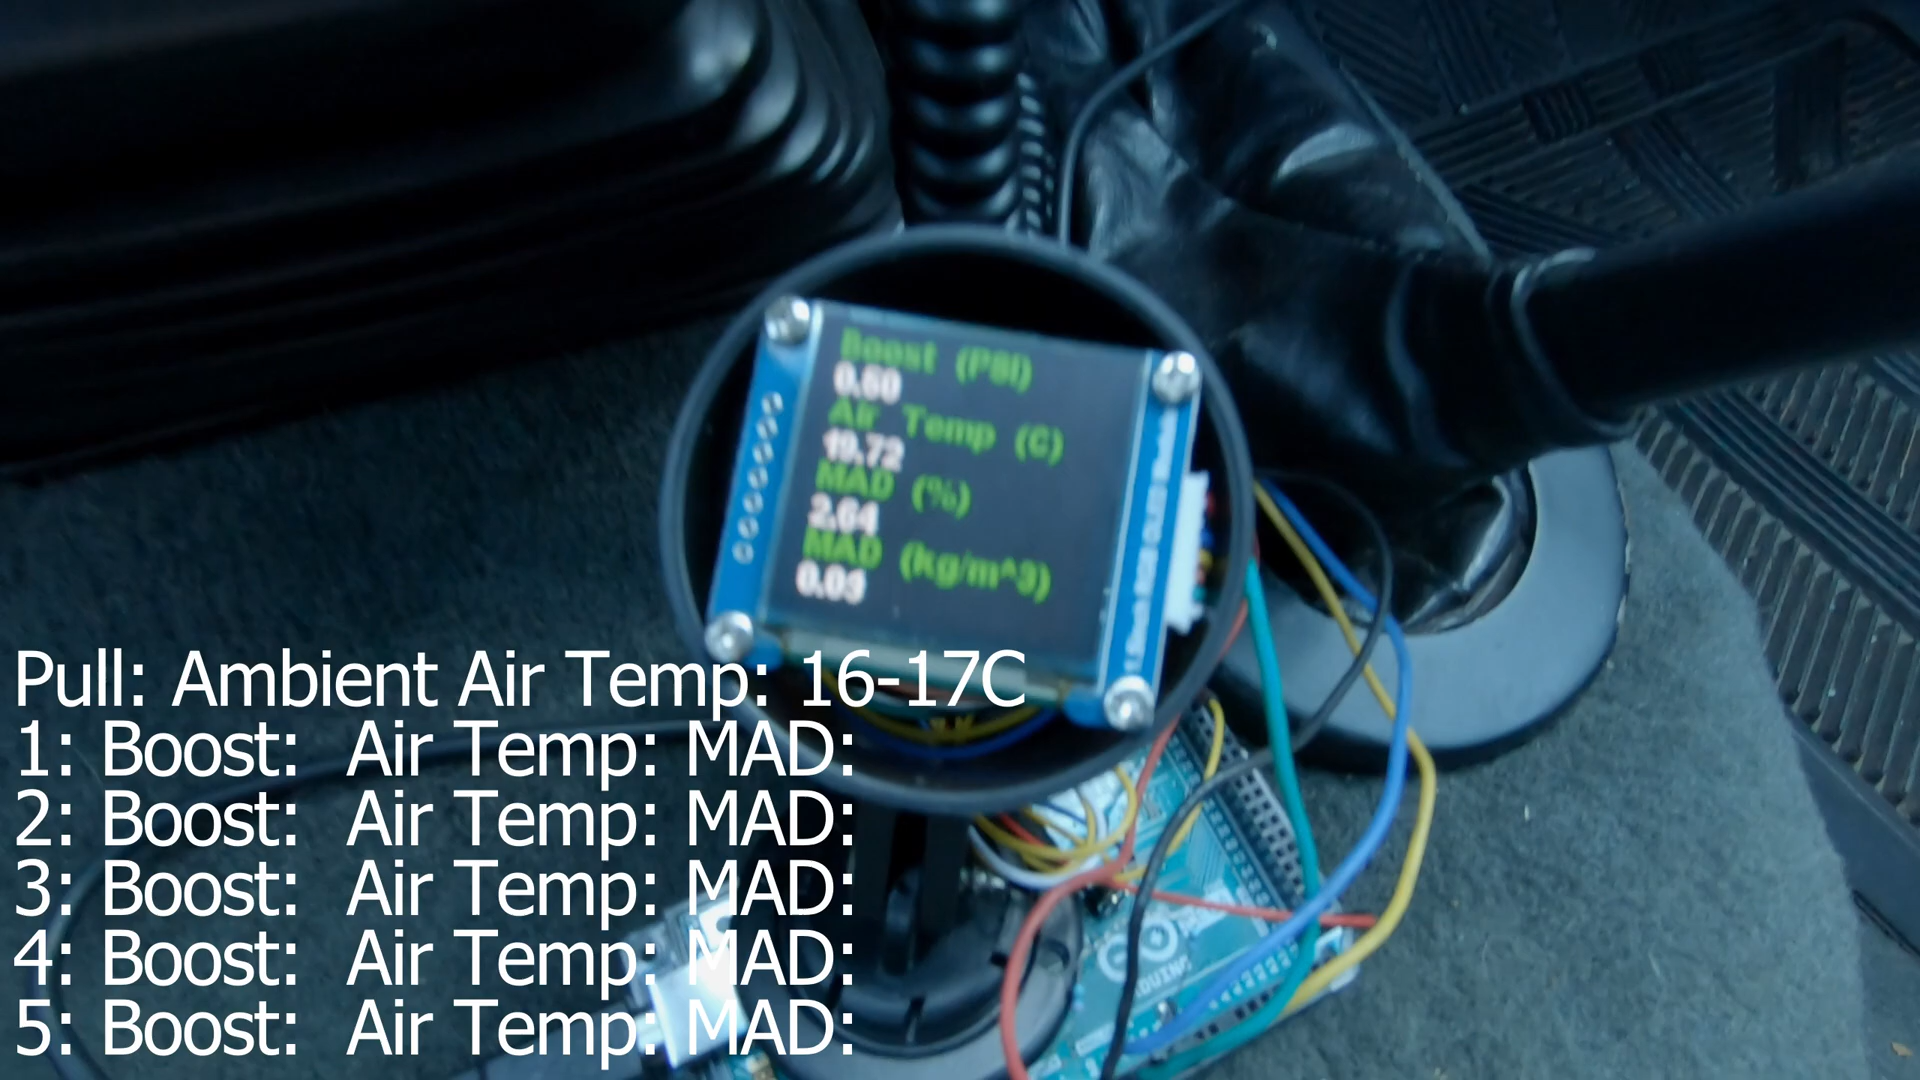 Boost (PSI)
0.50
Air Temp (C)
19.72
MAD (%)
2.64
MAD (kg/m^3)
0.03
Pull: Ambient Air Temp: 16-17C
1: Boost: Air Temp: MAD:
2: Boost: Air Temp: MAD:
3: Boost: Air Temp: MAD:
4: Boost: Air Temp: MAD:
5: Boost: Air Temp: MAD:
ARDUINO